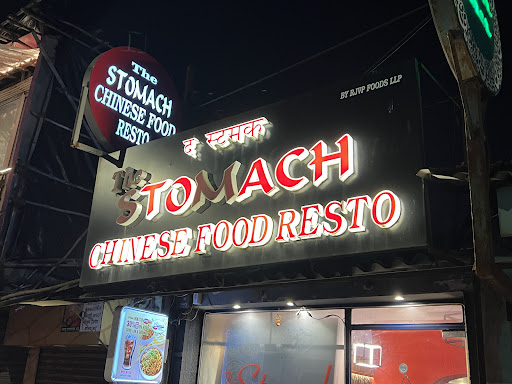 The
STOMACH
CHINESE FOOD
RESTO
BY RJVP FOODS LLP
द स्टमक
The
STOMACH
CHINESE FOOD RESTO